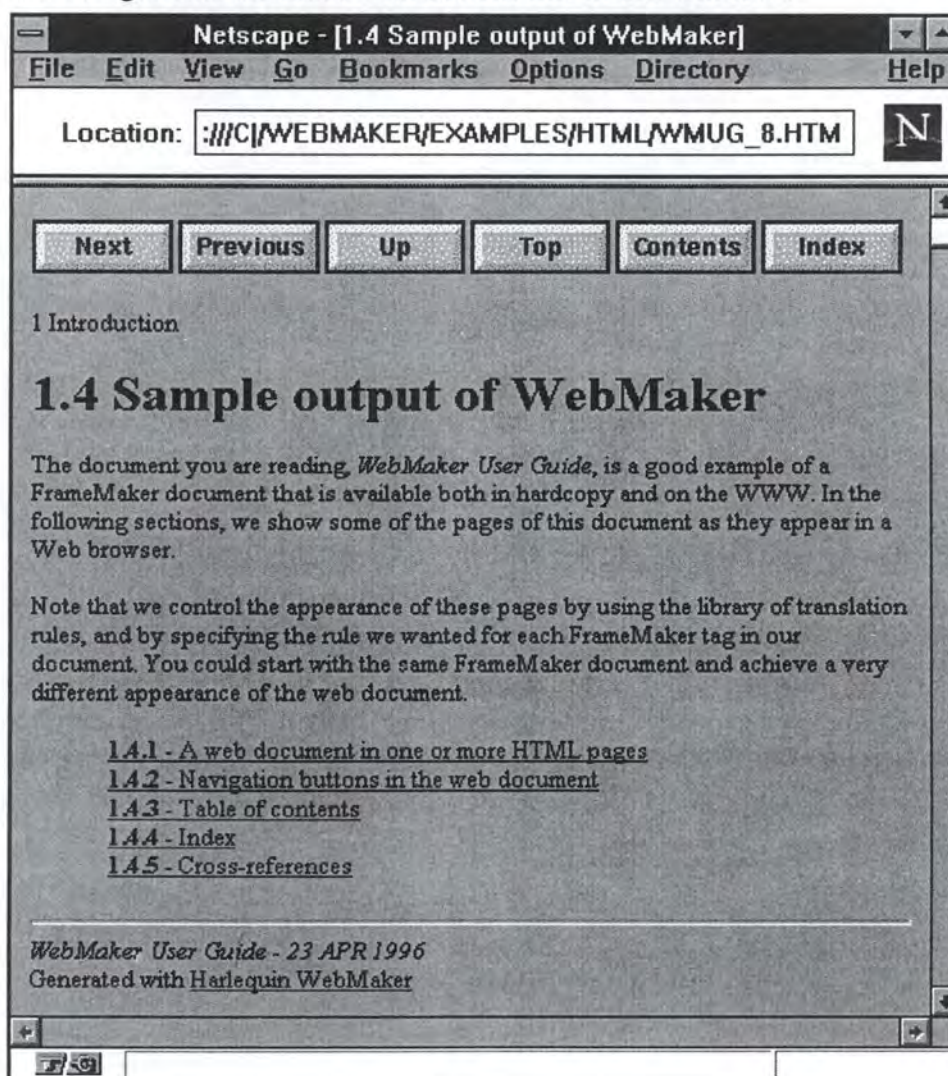 Netscape - [1.4 Sample output of WebMaker]
File Edit View Go Bookmarks Options Directory Help
Location: :///C|/WEBMAKER/EXAMPLES/HTML/WMUG_8.HTM
N
Next Previous Up Top Contents Index
1 Introduction
1.4 Sample output of WebMaker
The document you are reading, WebMaker User Guide, is a good example of a
FrameMaker document that is available both in hardcopy and on the WWW. In the
following sections, we show some of the pages of this document as they appear in a
Web browser.
Note that we control the appearance of these pages by using the library of translation
rules, and by specifying the rule we wanted for each FrameMaker tag in our
document. You could start with the same FrameMaker document and achieve a very
different appearance of the web document.
1.4.1 - A web document in one or more HTML pages
1.4.2 - Navigation buttons in the web document
1.4.3 - Table of contents
1.4.4 - Index
1.4.5 - Cross-references
WebMaker User Guide - 23 APR 1996
Generated with Harlequin WebMaker